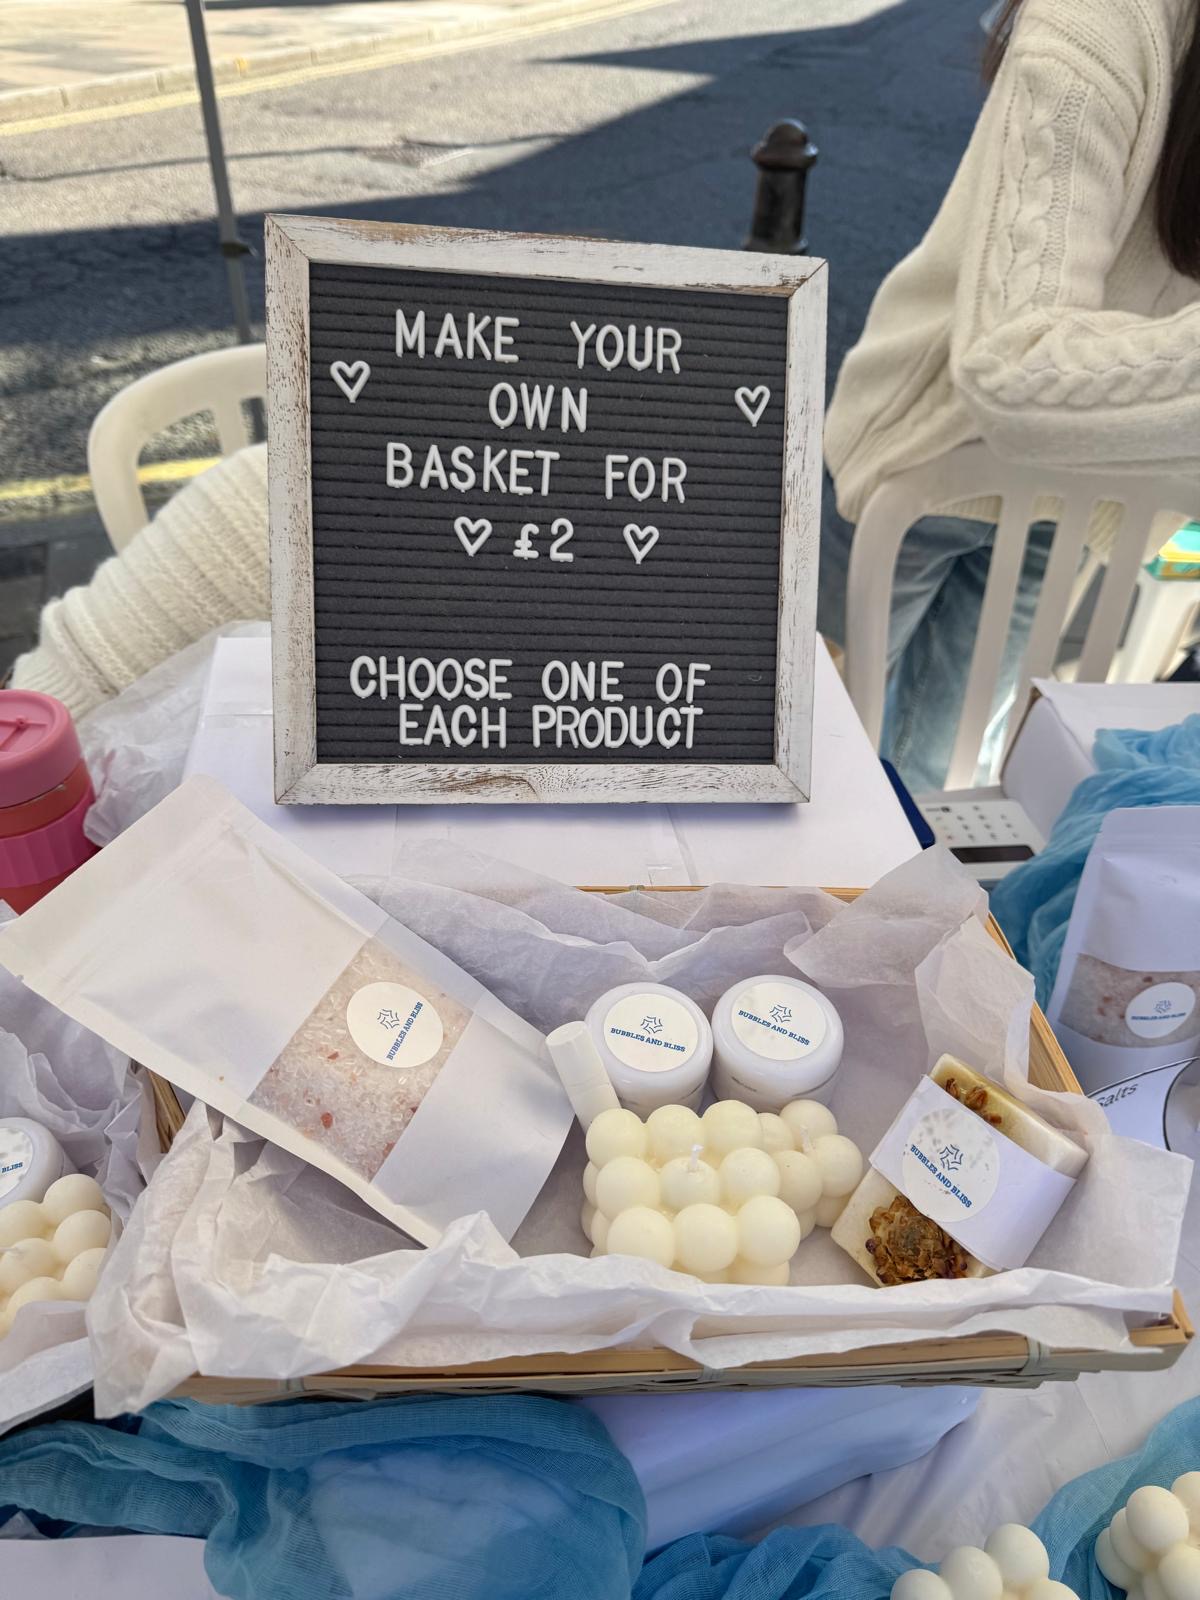 MAKE YOUR
OWN
BASKET FOR
£2
CHOOSE ONE OF
EACH PRODUCT
BUBBLES AND BLISS
BUBBLES AND BLISS
BUBBLES AND BLISS
BUBBLES AND BLISS
BUBBLES AND BLISS
Salts
BLISS